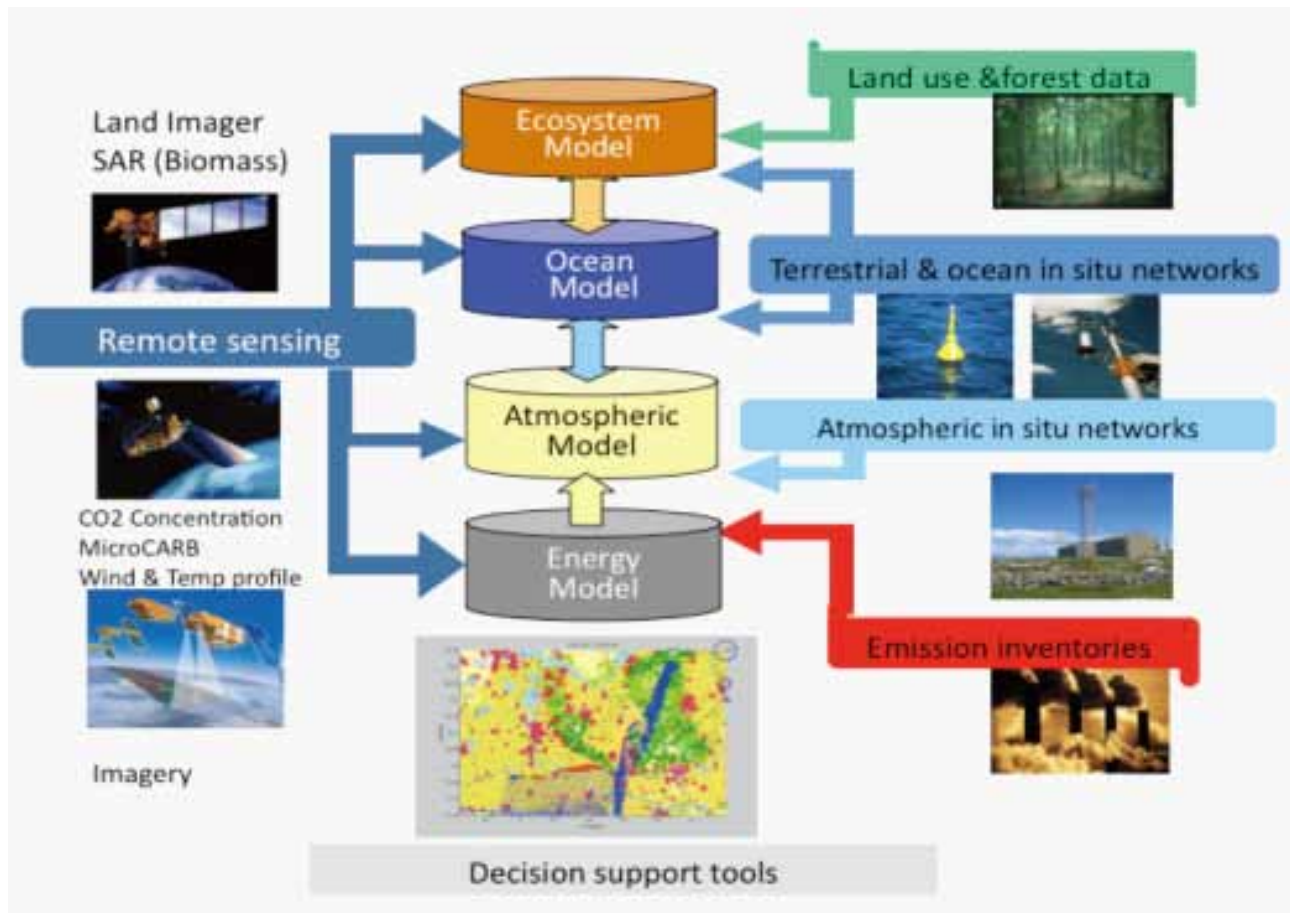 Land use &forest data
Land Imager
SAR (Biomass)
Ecosystem
Model
Ocean
Model
Terrestrial & ocean in situ networks
Remote sensing
Atmospheric
Model
Atmospheric in situ networks
CO2 Concentration
MicroCARB
Wind & Temp profile
Energy
Model
Emission inventories
Imagery
Decision support tools